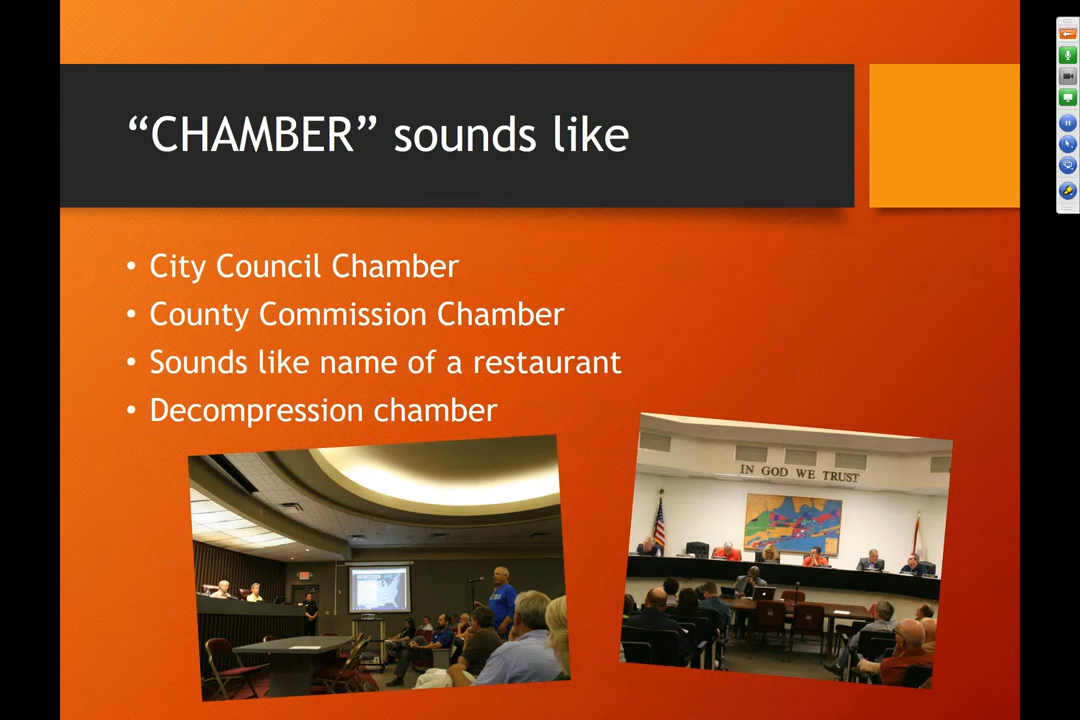 “CHAMBER” sounds like
• City Council Chamber
• County Commission Chamber
• Sounds like name of a restaurant
• Decompression chamber
IN GOD WE TRUST